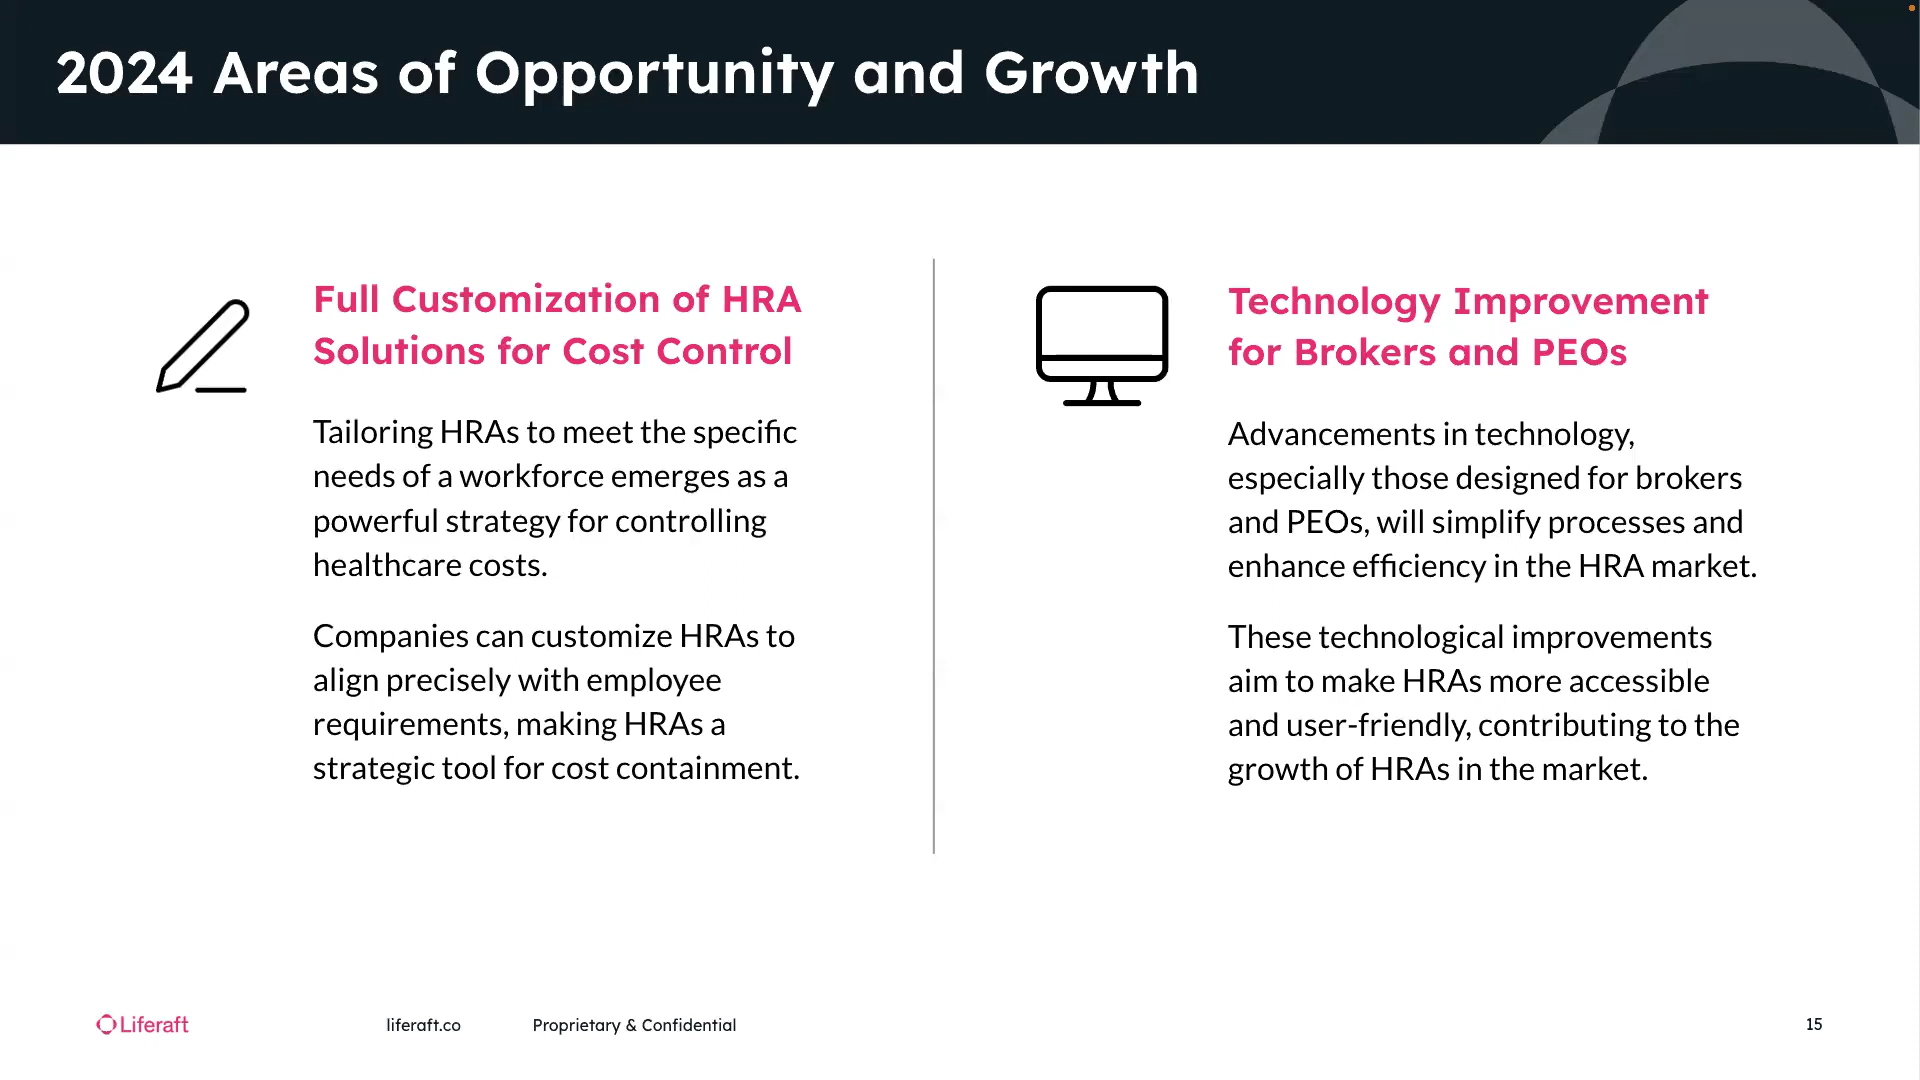 2024 Areas of Opportunity and Growth
Full Customization of HRA
Solutions for Cost Control
Tailoring HRAs to meet the specific
needs of a workforce emerges as a
powerful strategy for controlling
healthcare costs.
Companies can customize HRAs to
align precisely with employee
requirements, making HRAs a
strategic tool for cost containment.
Technology Improvement
for Brokers and PEOs
Advancements in technology,
especially those designed for brokers
and PEOs, will simplify processes and
enhance efficiency in the HRA market.
These technological improvements
aim to make HRAs more accessible
and user-friendly, contributing to the
growth of HRAs in the market.
Liferaft
liferaft.co
Proprietary & Confidential
15